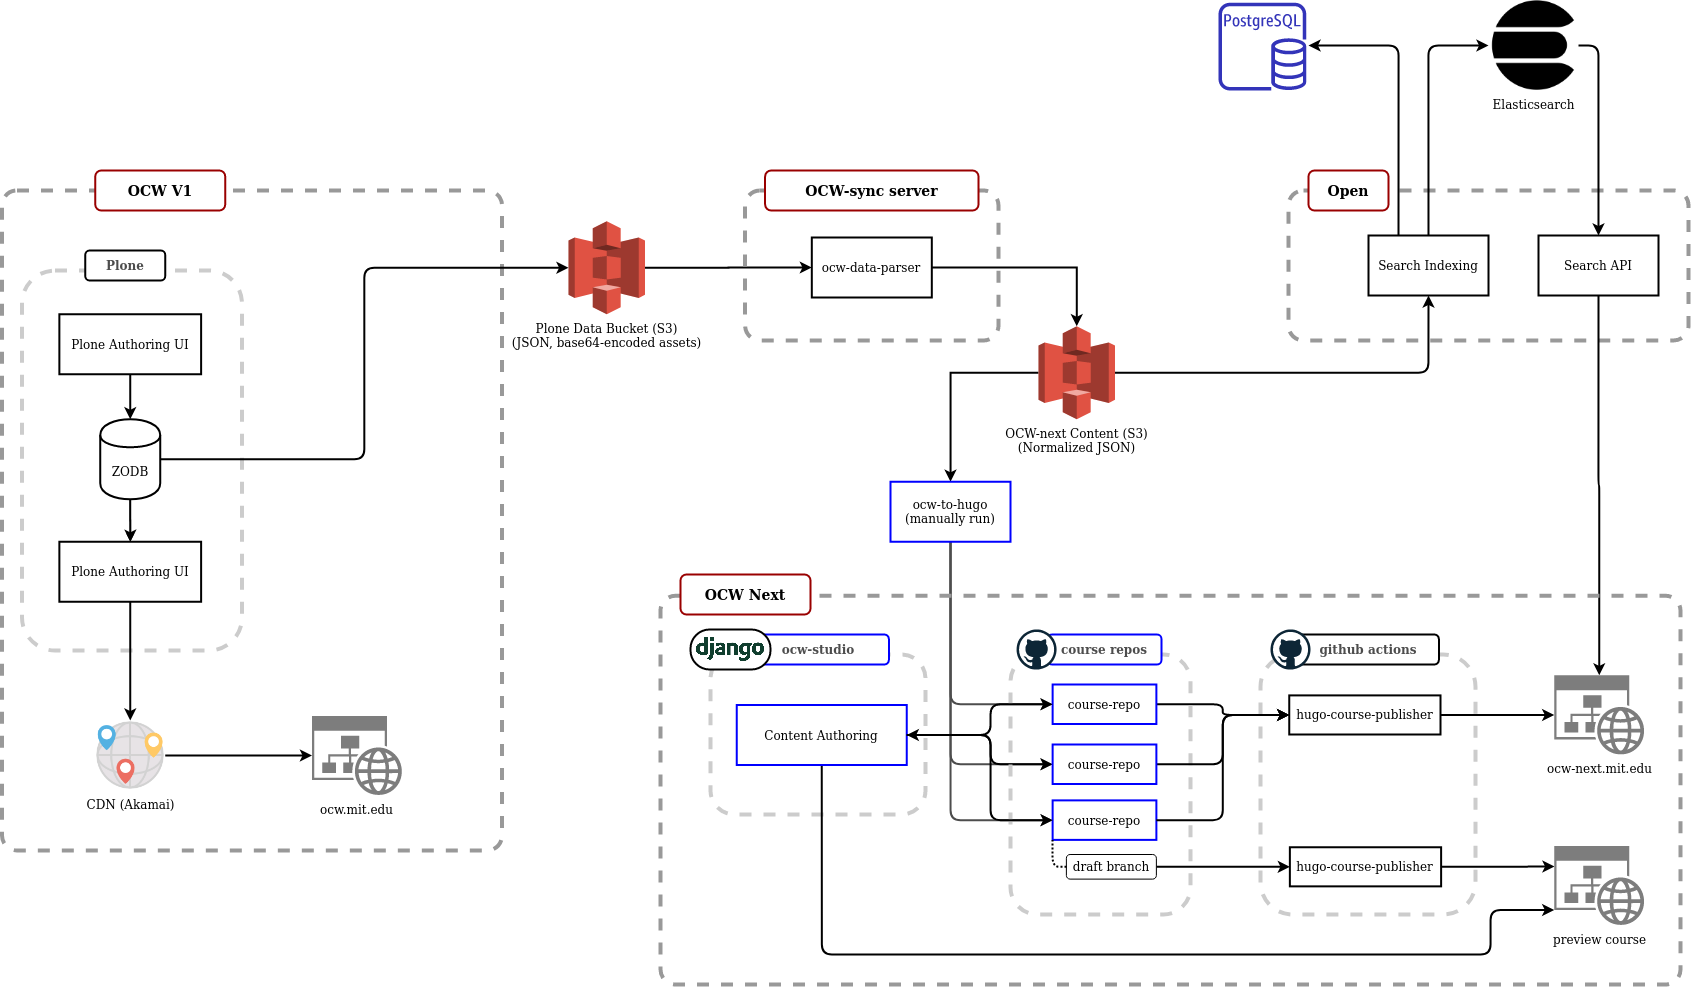 PostgreSQL
Elasticsearch
OCW V1
OCW-sync server
Open
Plone
ocw-data-parser
Search Indexing
Search API
Plone Authoring UI
Plone Data Bucket (S3)
(JSON, base64-encoded assets)
ZODB
OCW-next Content (S3)
(Normalized JSON)
ocw-to-hugo
(manually run)
Plone Authoring UI
OCW Next
django
ocw-studio
course repos
github actions
course-repo
hugo-course-publisher
Content Authoring
course-repo
ocw-next.mit.edu
CDN (Akamai)
ocw.mit.edu
course-repo
draft branch
hugo-course-publisher
preview course